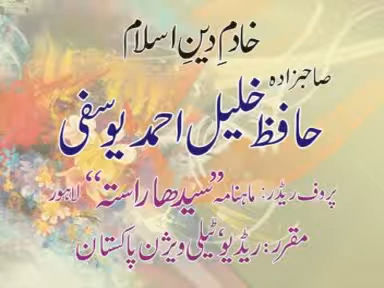 خادمِ دینِ اسلام
صاحبزادہ
حافظ خلیل احمد یوسفی
پروف ریڈر: ماہنامہ "سیدھا راستہ" لاہور
مقرر: ریڈیو، ٹیلی ویژن پاکستان